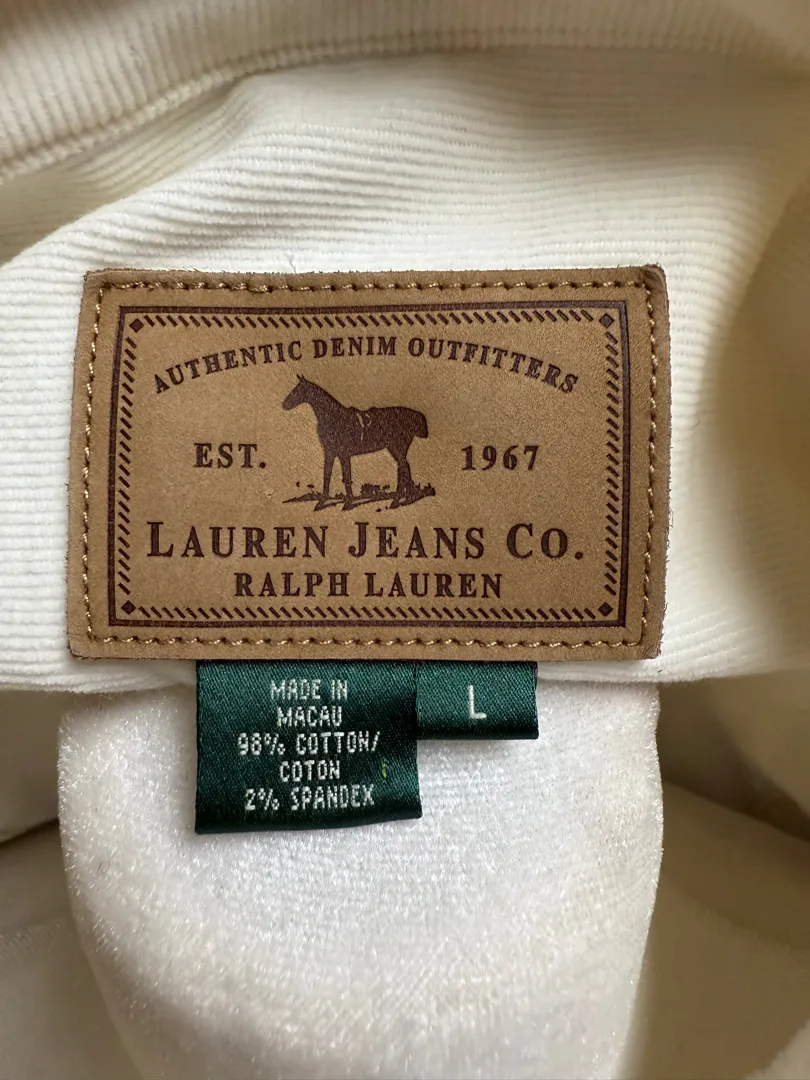 AUTHENTIC DENIM OUTFITTERS
EST. 1967
LAUREN JEANS CO.
RALPH LAUREN
MADE IN
MACAU
98% COTTON/
COTON
2% SPANDEX
L